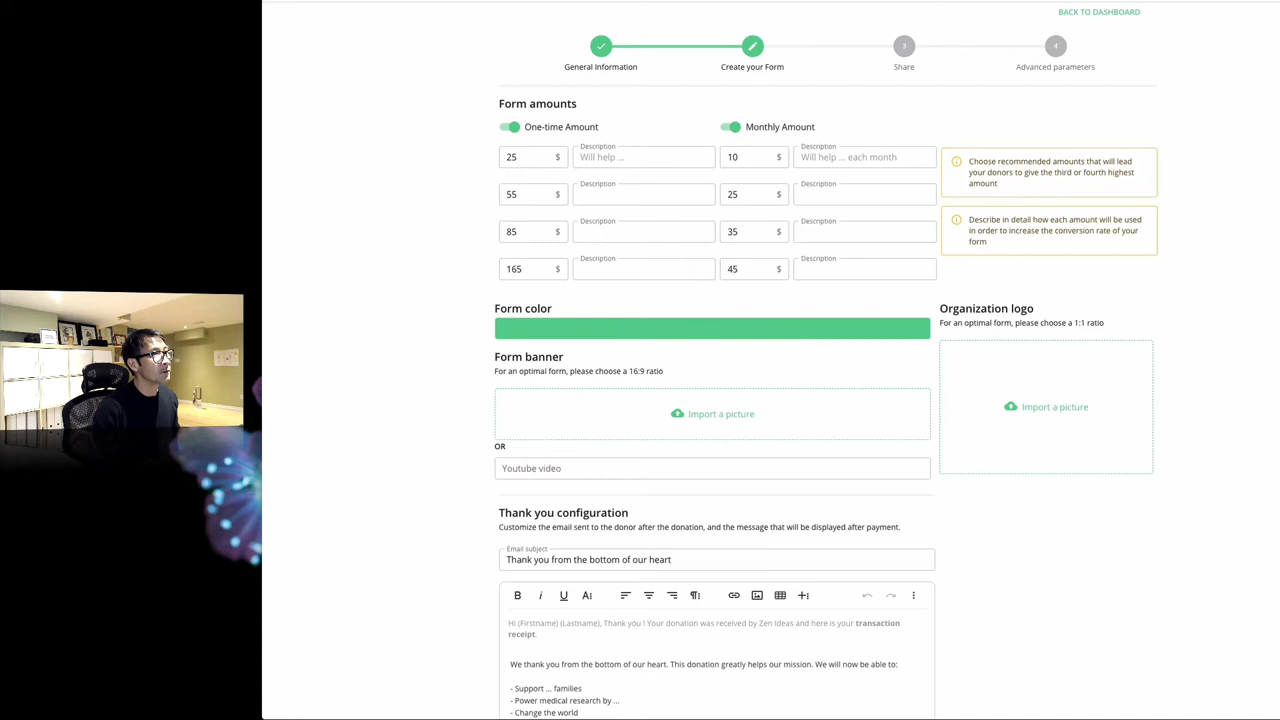 BACK TO DASHBOARD
3
4
General Information
Create your Form
Share
Advanced parameters
Form amounts
One-time Amount
Monthly Amount
25 $
Description
Will help ...
10 $
Description
Will help ... each month
55 $
Description
25 $
Description
85 $
Description
35 $
Description
165 $
Description
45 $
Description
Choose recommended amounts that will lead
your donors to give the third or fourth highest
amount
Describe in detail how each amount will be used
in order to increase the conversion rate of your
form
Form color
Organization logo
For an optimal form, please choose a 1:1 ratio
Import a picture
Form banner
For an optimal form, please choose a 16:9 ratio
Import a picture
OR
Youtube video
Thank you configuration
Customize the email sent to the donor after the donation, and the message that will be displayed after payment.
Email subject
Thank you from the bottom of our heart
Hi (Firstname) (Lastname), Thank you ! Your donation was received by Zen Ideas and here is your transaction
receipt.
We thank you from the bottom of our heart. This donation greatly helps our mission. We will now be able to:
- Support ... families
- Power medical research by ...
- Change the world